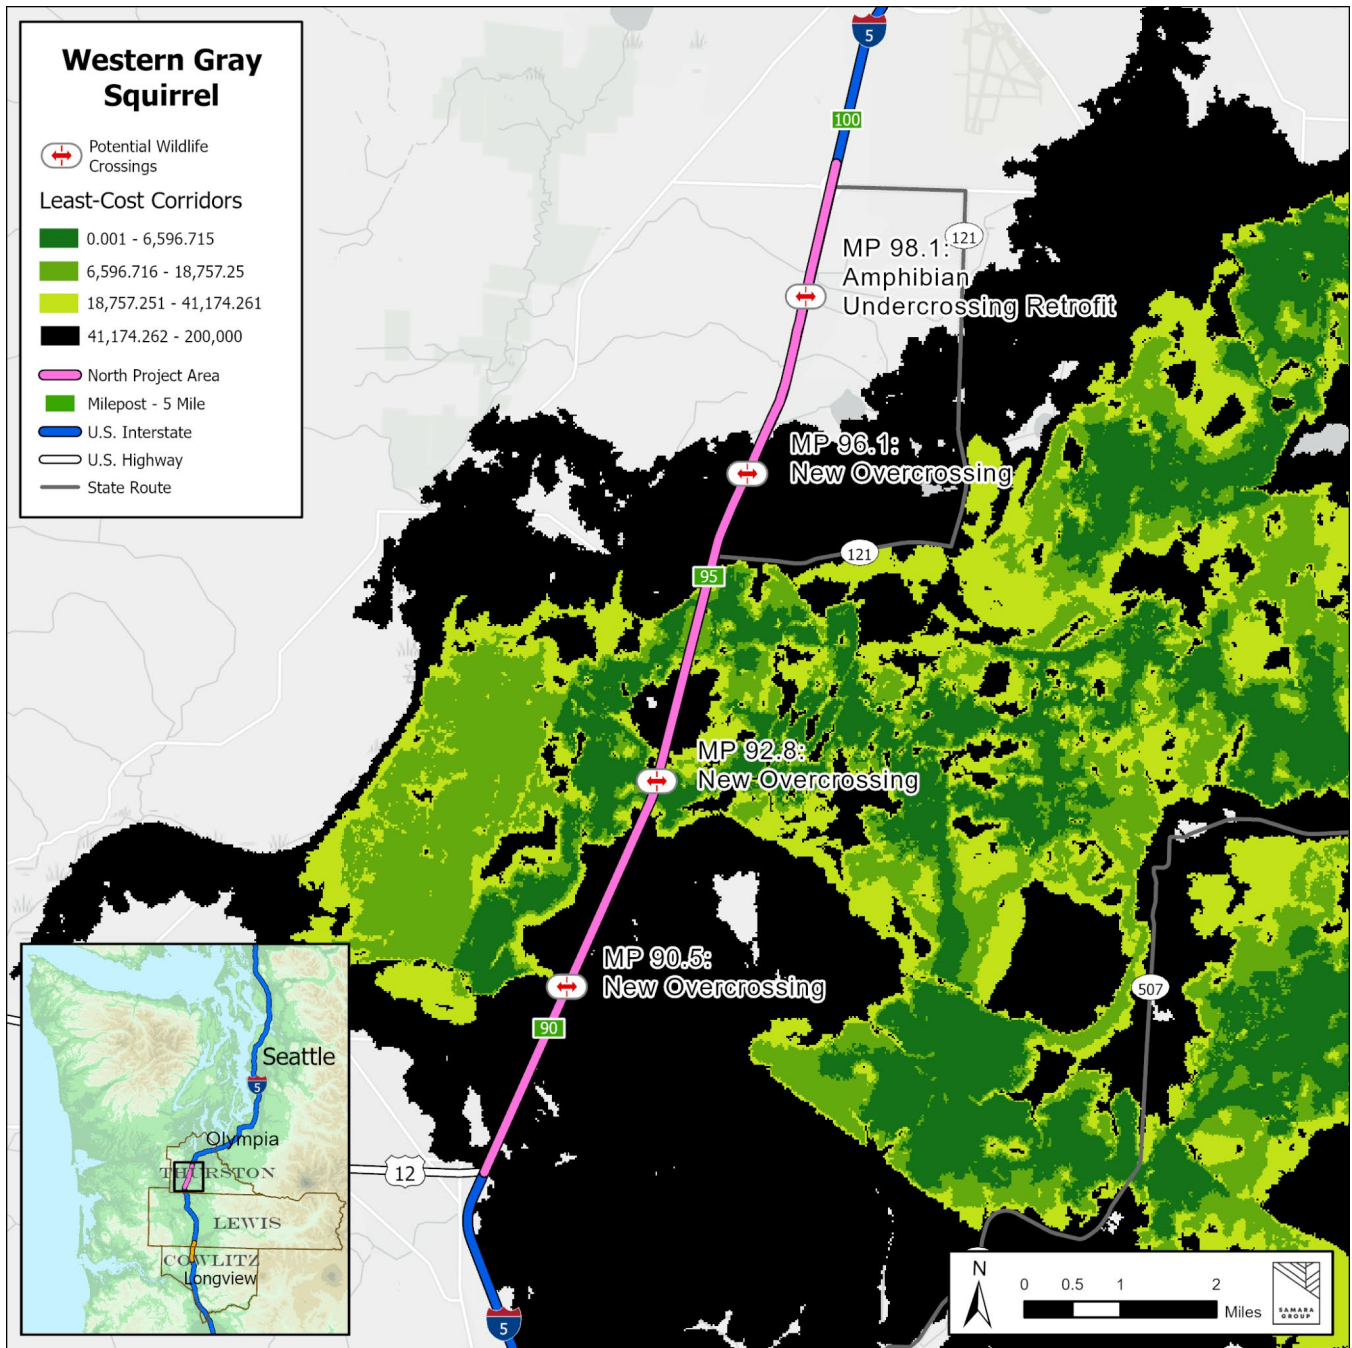 Western Gray
Squirrel
Potential Wildlife
Crossings
Least-Cost Corridors
0.001 - 6,596.715
6,596.716 - 18,757.25
18,757.251 - 41,174.261
41,174.262 - 200,000
North Project Area
Milepost - 5 Mile
U.S. Interstate
U.S. Highway
State Route
5
100
121
MP 98.1:
Amphibian
Undercrossing Retrofit
MP 96.1:
New Overcrossing
121
95
MP 92.8:
New Overcrossing
MP 90.5:
New Overcrossing
507
90
12
5
Seattle
5
Olympia
THURSTON
LEWIS
COWLITZ
Longview
N
0 0.5 1 2
Miles
SAMARA
GROUP